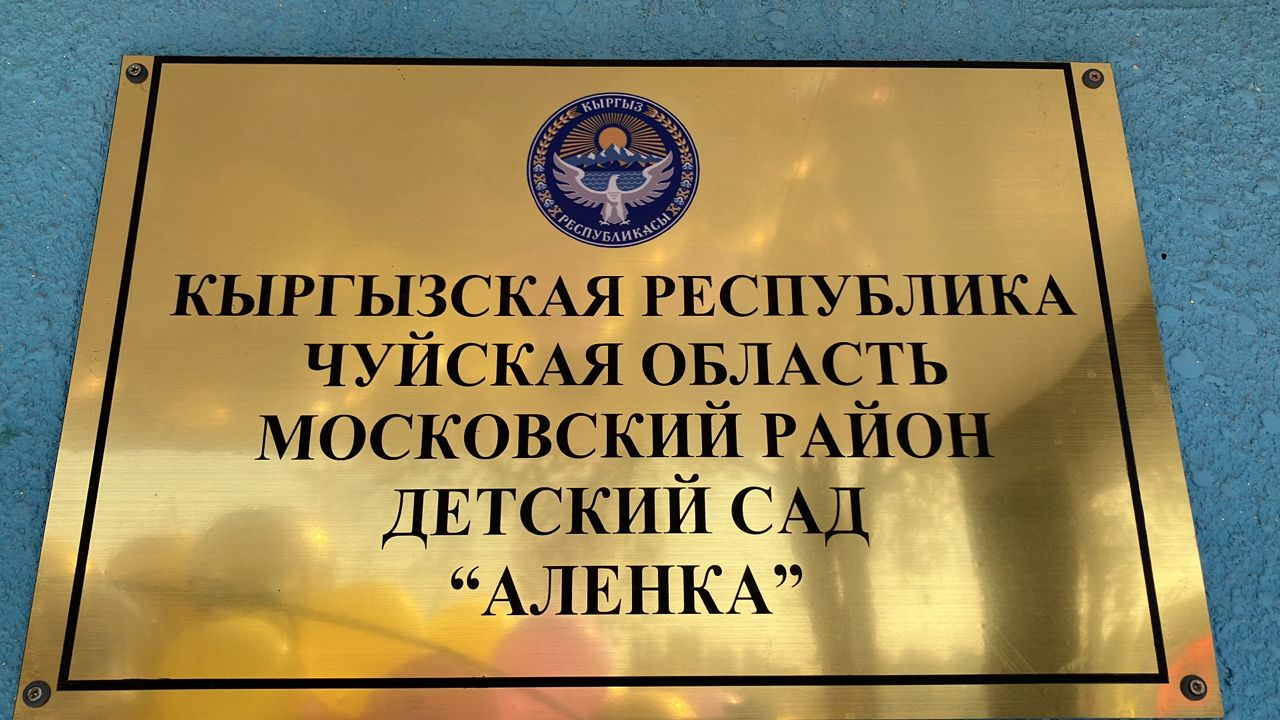 КЫРГЫЗ
РЕСПУБЛИКАСЫ
КЫРГЫЗСКАЯ РЕСПУБЛИКА
ЧУЙСКАЯ ОБЛАСТЬ
МОСКОВСКИЙ РАЙОН
ДЕТСКИЙ САД
“АЛЕНКА”